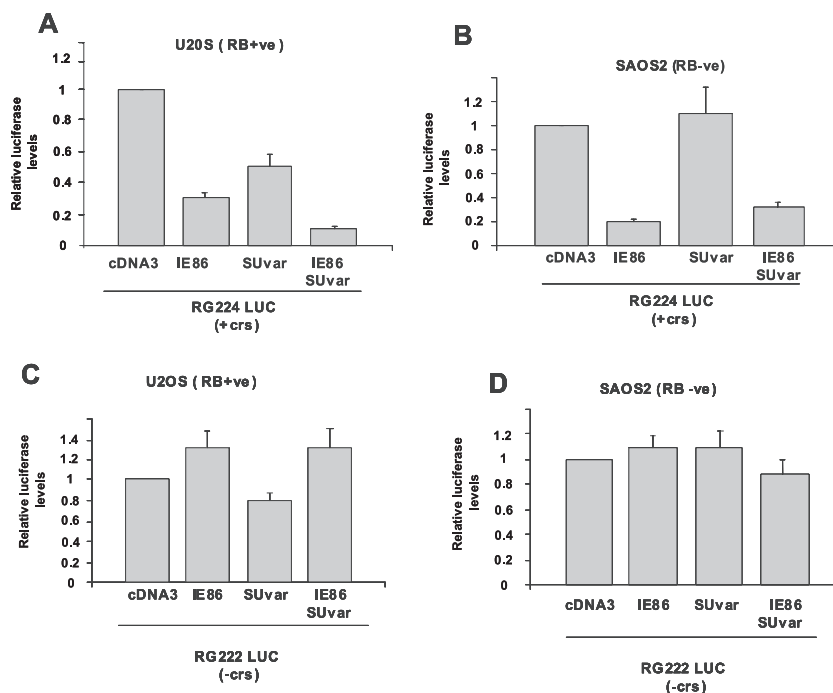 A
U20S ( RB+ve)
Relative luciferase
levels
1.2
1
0.8
0.6
0.4
0.2
0
cDNA3 IE86 SUvar IE86
SUvar
RG224 LUC
(+crs)
B
SAOS2 (RB-ve)
Relative luciferase
levels
1.2
1
0.8
0.6
0.4
0.2
0
cDNA3 IE86 SUvar IE86
SUvar
RG224 LUC
(+crs)
C
U2OS ( RB+ve)
Relative luciferase
levels
1.4
1.2
1.0
0.8
0.6
0.4
0.2
0
cDNA3 IE86 SUvar IE86
SUvar
RG222 LUC
(-crs)
D
SAOS2 (RB -ve)
Relative luciferase
levels
1.2
1
0.8
0.6
0.4
0.2
0
cDNA3 IE86 SUvar IE86
SUvar
RG222 LUC
(-crs)